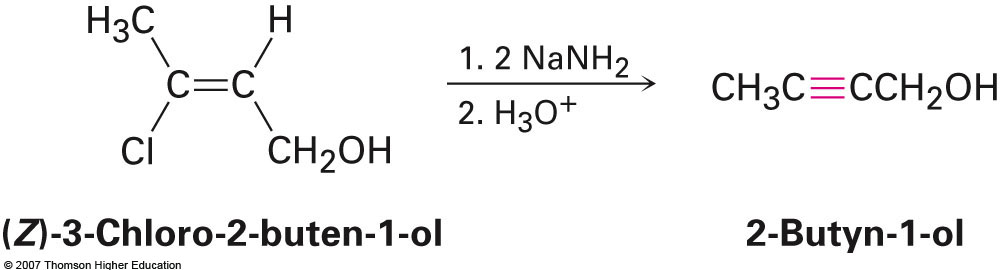 H₃C H
C=C
Cl CH₂OH
1. 2 NaNH₂
2. H₃O⁺
CH₃C≡CCH₂OH
(Z)-3-Chloro-2-buten-1-ol
2-Butyn-1-ol
© 2007 Thomson Higher Education